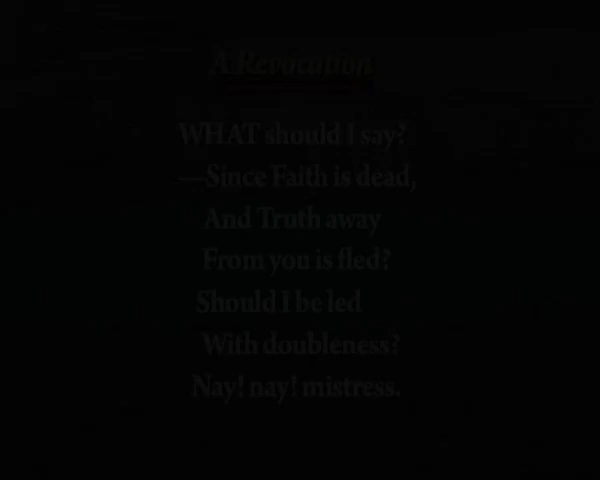 A Revocation
WHAT should I say?
—Since Faith is dead,
And Truth away
From you is fled?
Should I be led
With doubleness?
Nay! nay! mistress.